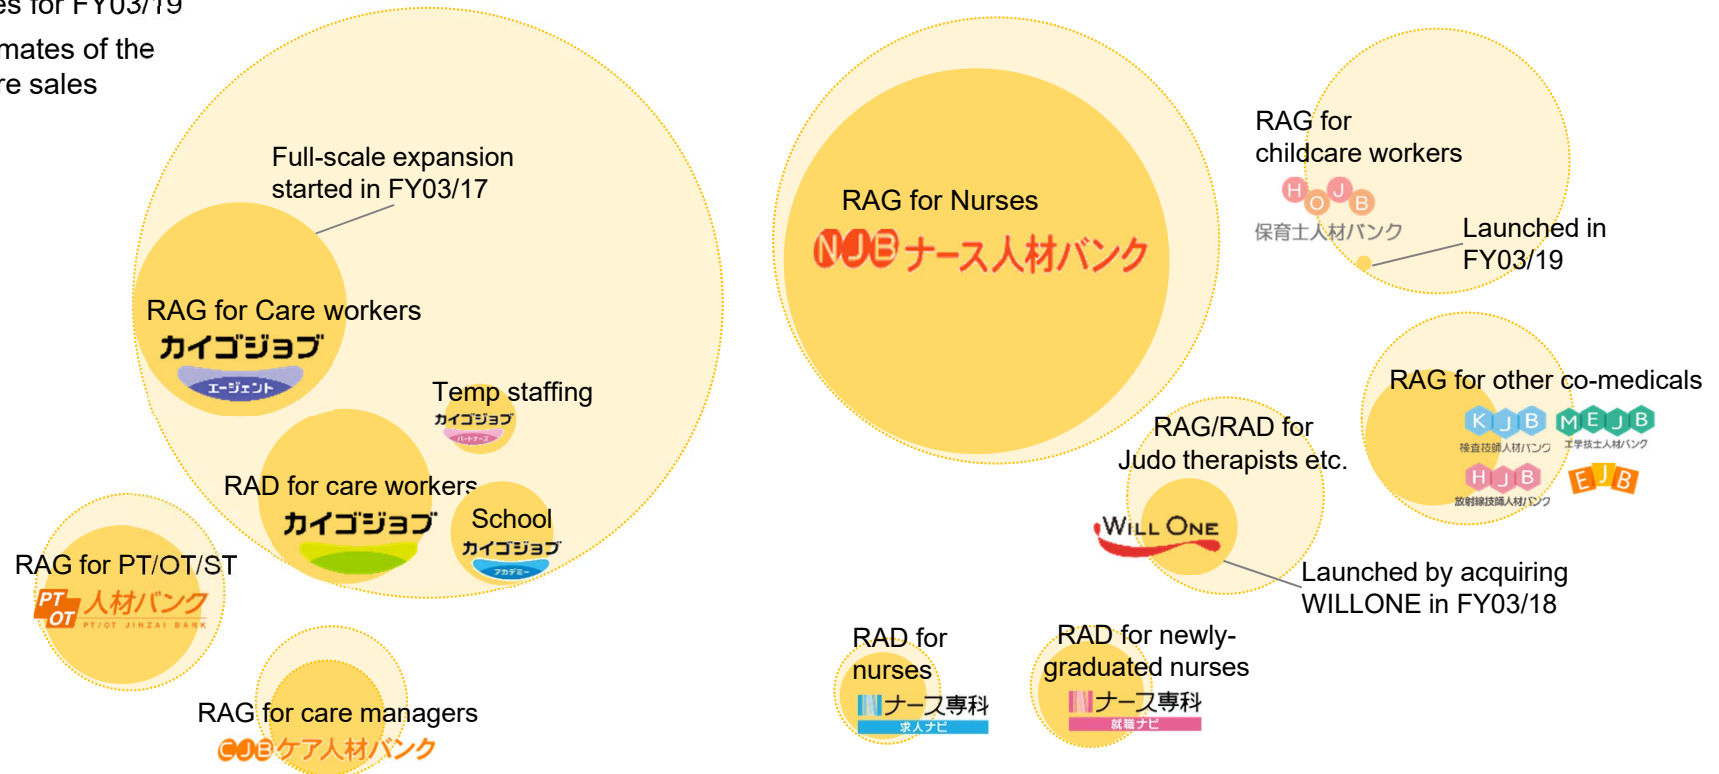 es for FY03/19
mates of the
re sales
Full-scale expansion
started in FY03/17
RAG for Care workers
カイゴジョブ
エージェント
Temp staffing
カイゴジョブ
パートナーズ
RAD for care workers
カイゴジョブ
School
カイゴジョブ
アカデミー
RAG for PT/OT/ST
PT
OT
人材バンク
PT/OT JINZAI BANK
RAG for care managers
CJB ケア人材バンク
RAG for Nurses
NJB ナース人材バンク
RAG for
childcare workers
HOJB
保育士人材バンク
Launched in
FY03/19
RAG for other co-medicals
KJB
検査技師人材バンク
MEJB
工学技士人材バンク
HJB
放射線技師人材バンク
EJB
RAG/RAD for
Judo therapists etc.
WILL ONE
Launched by acquiring
WILLONE in FY03/18
RAD for
nurses
ナース専科
求人ナビ
RAD for newly-
graduated nurses
ナース専科
就職ナビ